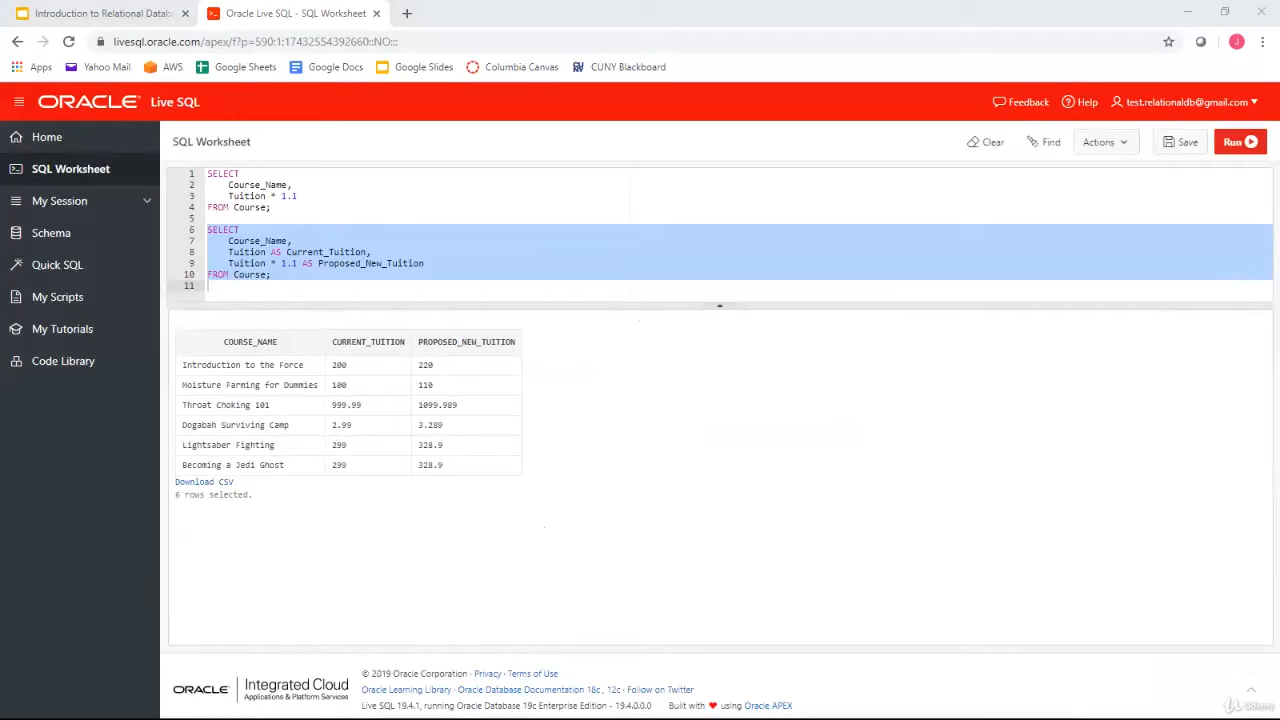 Introduction to Relational Datab
Oracle Live SQL - SQL Worksheet
livesql.oracle.com/apex/f?p=590:1:17432554392660::NO:::
J
Apps Yahoo Mail AWS Google Sheets Google Docs Google Slides Columbia Canvas CUNY Blackboard
ORACLE Live SQL
Feedback Help test.relationaldb@gmail.com
Home
SQL Worksheet
My Session
Schema
Quick SQL
My Scripts
My Tutorials
Code Library
SQL Worksheet
Clear Find Actions Save Run
1 SELECT
2 Course_Name,
3 Tuition * 1.1
4 FROM Course;
5
6 SELECT
7 Course_Name,
8 Tuition AS Current_Tuition,
9 Tuition * 1.1 AS Proposed_New_Tuition
10 FROM Course;
11
COURSE_NAME CURRENT_TUITION PROPOSED_NEW_TUITION
Introduction to the Force 200 220
Moisture Farming for Dummies 100 110
Throat Choking 101 999.99 1099.989
Dogabah Surviving Camp 2.99 3.289
Lightsaber Fighting 299 328.9
Becoming a Jedi Ghost 299 328.9
Download CSV
6 rows selected.
ORACLE Integrated Cloud
Applications & Platform Services
© 2019 Oracle Corporation · Privacy · Terms of Use
Oracle Learning Library · Oracle Database Documentation 18c, 12c · Follow on Twitter
Live SQL 19.4.1, running Oracle Database 19c Enterprise Edition - 19.4.0.0.0 Built with ❤ using Oracle APEX
Udemy